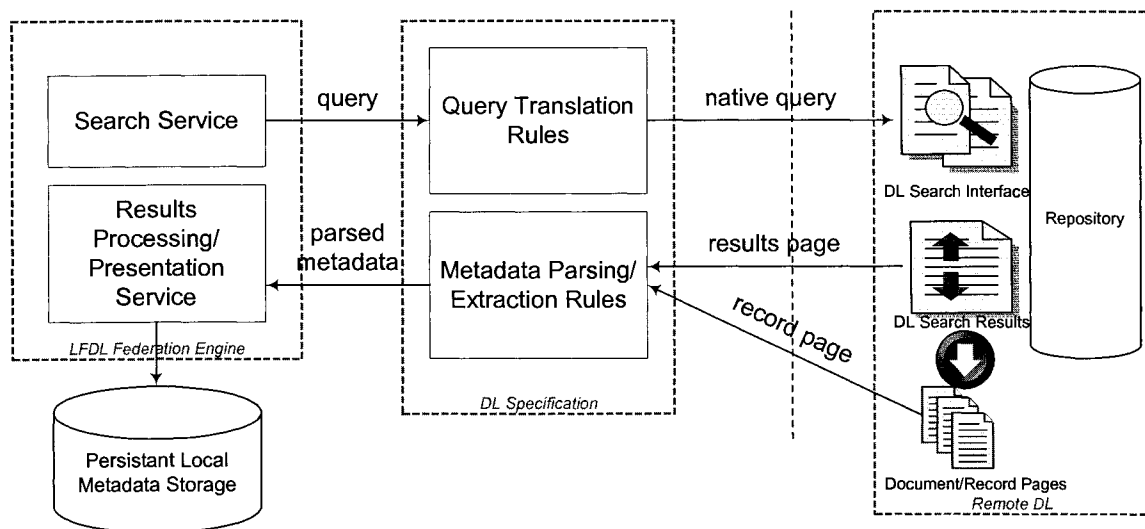 Search Service
query
Query Translation
Rules
native query
DL Search Interface
Repository
Results
Processing/
Presentation
Service
parsed
metadata
Metadata Parsing/
Extraction Rules
results page
record page
DL Search Results
LFDL Federation Engine
DL Specification
Persistant Local
Metadata Storage
Document/Record Pages
Remote DL